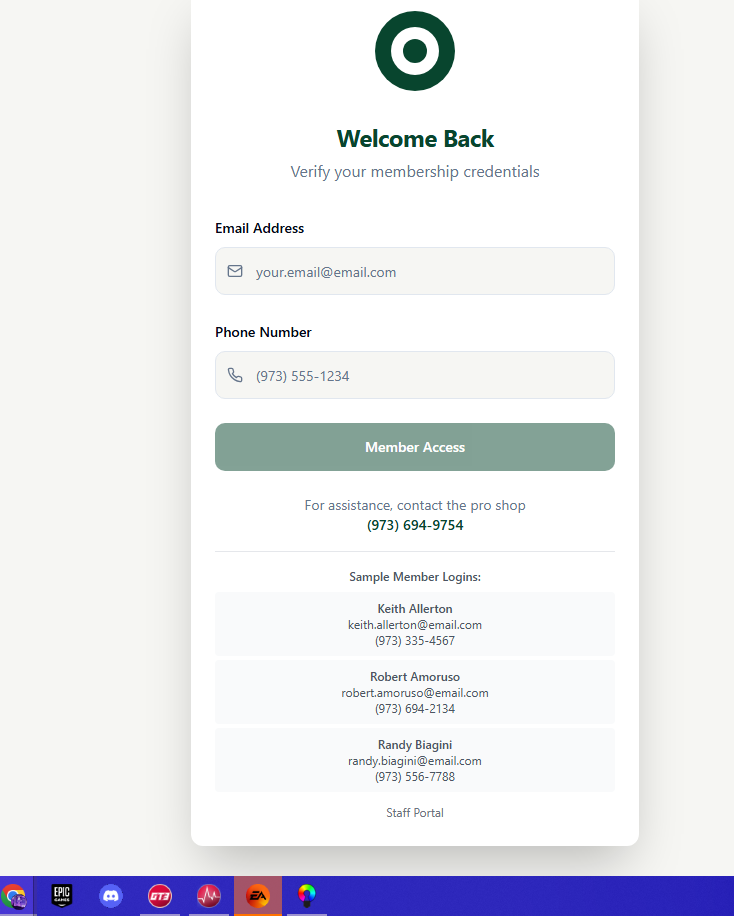 Welcome Back
Verify your membership credentials
Email Address
your.email@email.com
Phone Number
(973) 555-1234
Member Access
For assistance, contact the pro shop
(973) 694-9754
Sample Member Logins:
Keith Allerton
keith.allerton@email.com
(973) 335-4567
Robert Amoruso
robert.amoruso@email.com
(973) 694-2134
Randy Biagini
randy.biagini@email.com
(973) 556-7788
Staff Portal
EPIC
GAMES
GT3
EA